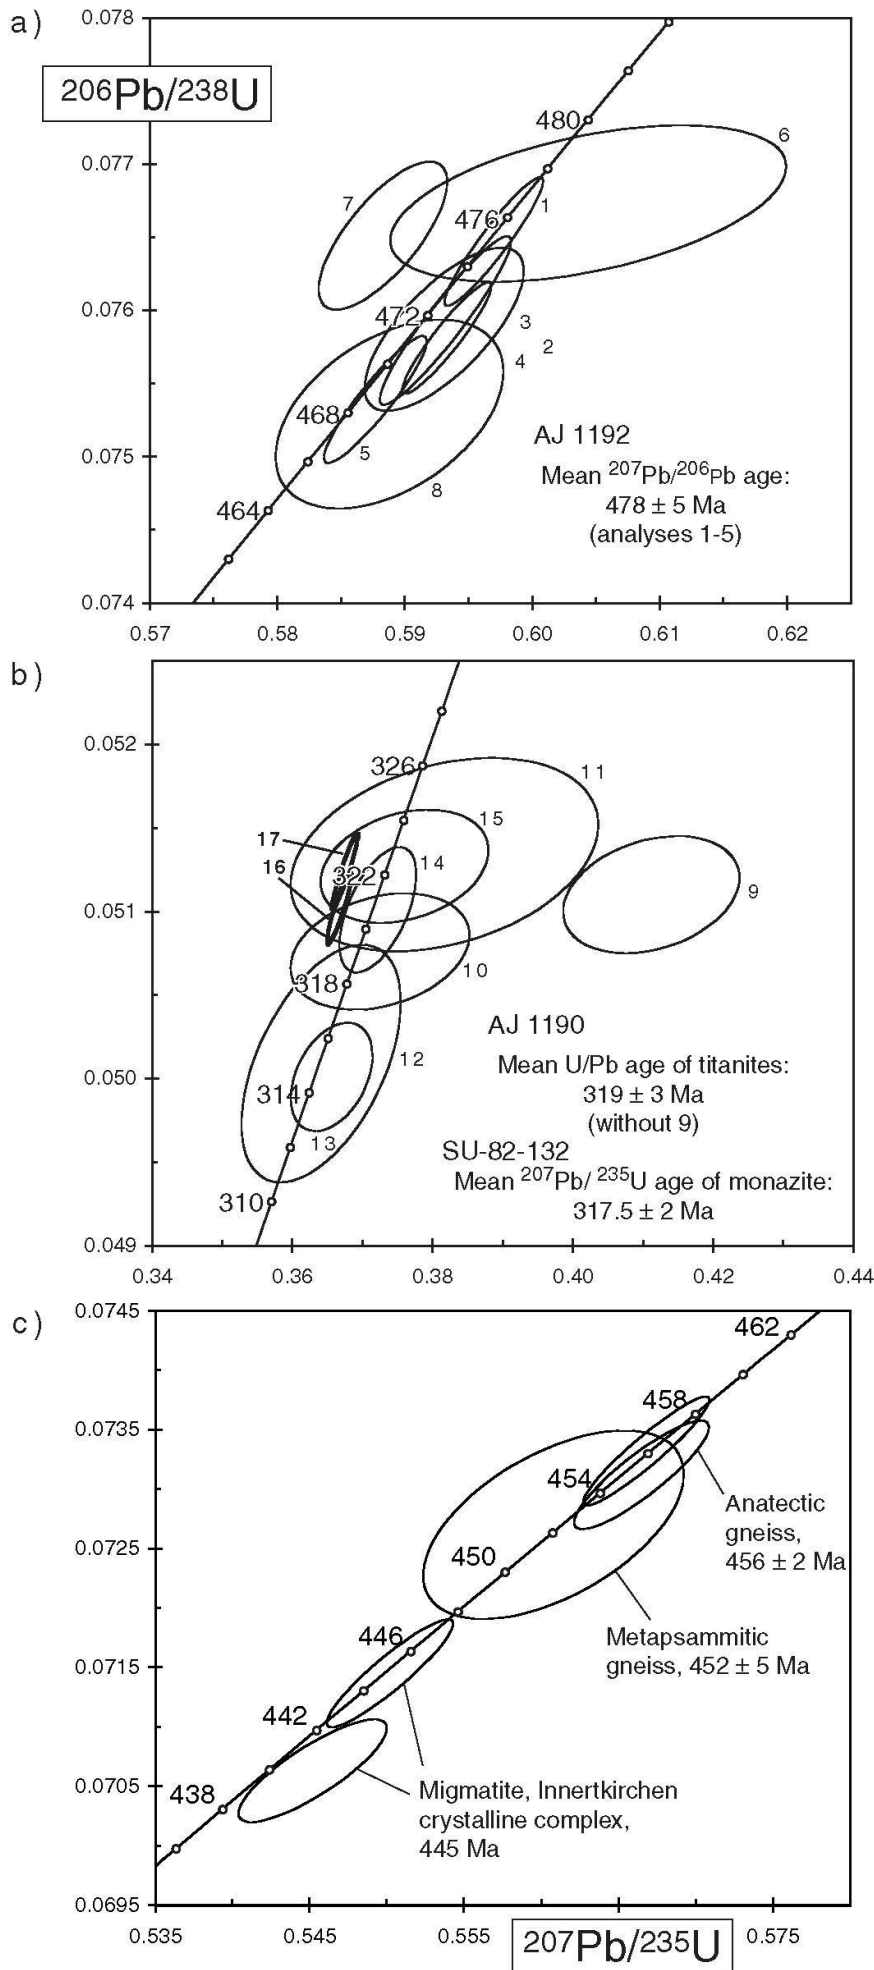 a)
0.078
206Pb/238U
480
6
0.077
7
476
1
0.076
472
3
2
4
468
AJ 1192
5
0.075
Mean 207Pb/206Pb age:
8
478 ± 5 Ma
464
(analyses 1-5)
0.074
0.57
0.58
0.59
0.60
0.61
0.62
b)
0.052
326
11
15
17
14
16
322
9
0.051
10
318
AJ 1190
12
Mean U/Pb age of titanites:
0.050
314
319 ± 3 Ma
(without 9)
13
SU-82-132
Mean 207Pb/ 235U age of monazite:
310
317.5 ± 2 Ma
0.049
0.34
0.36
0.38
0.40
0.42
0.44
c)
0.0745
462
458
0.0735
454
Anatectic
gneiss,
456 ± 2 Ma
450
0.0725
446
Metapsammitic
gneiss, 452 ± 5 Ma
0.0715
442
438
0.0705
Migmatite, Innertkirchen
crystalline complex,
445 Ma
0.0695
0.535
0.545
0.555
207Pb/235U
0.575